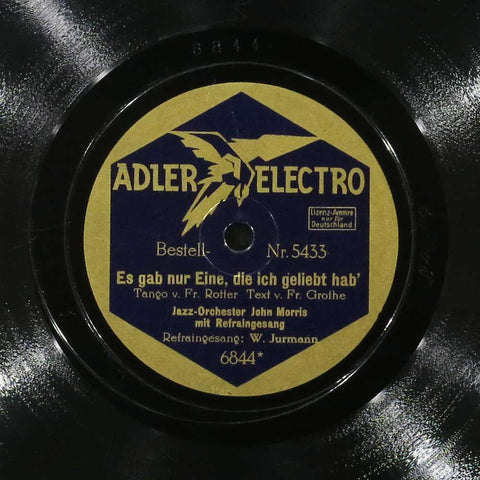 6844
ADLER ELECTRO
Lizenz-Ammre
nur für
Deutschland
Bestell- Nr. 5433
Es gab nur Eine, die ich geliebt hab'
Tango v. Fr. Rotter Text v. Fr. Grothe
Jazz-Orchester John Morris
mit Refraingesang
Refraingesang: W. Jurmann
6844*